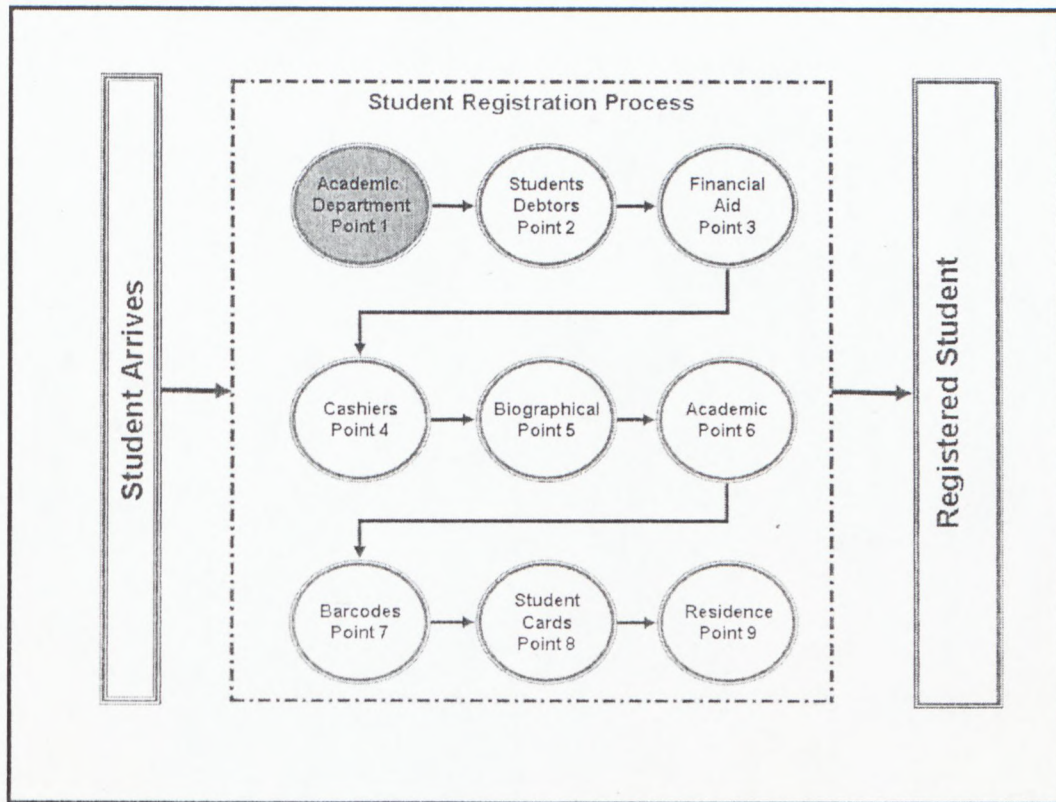 Student Arrives
Student Registration Process
Academic
Department
Point 1
Students
Debtors
Point 2
Financial
Aid
Point 3
Cashiers
Point 4
Biographical
Point 5
Academic
Point 6
Barcodes
Point 7
Student
Cards
Point 8
Residence
Point 9
Registered Student